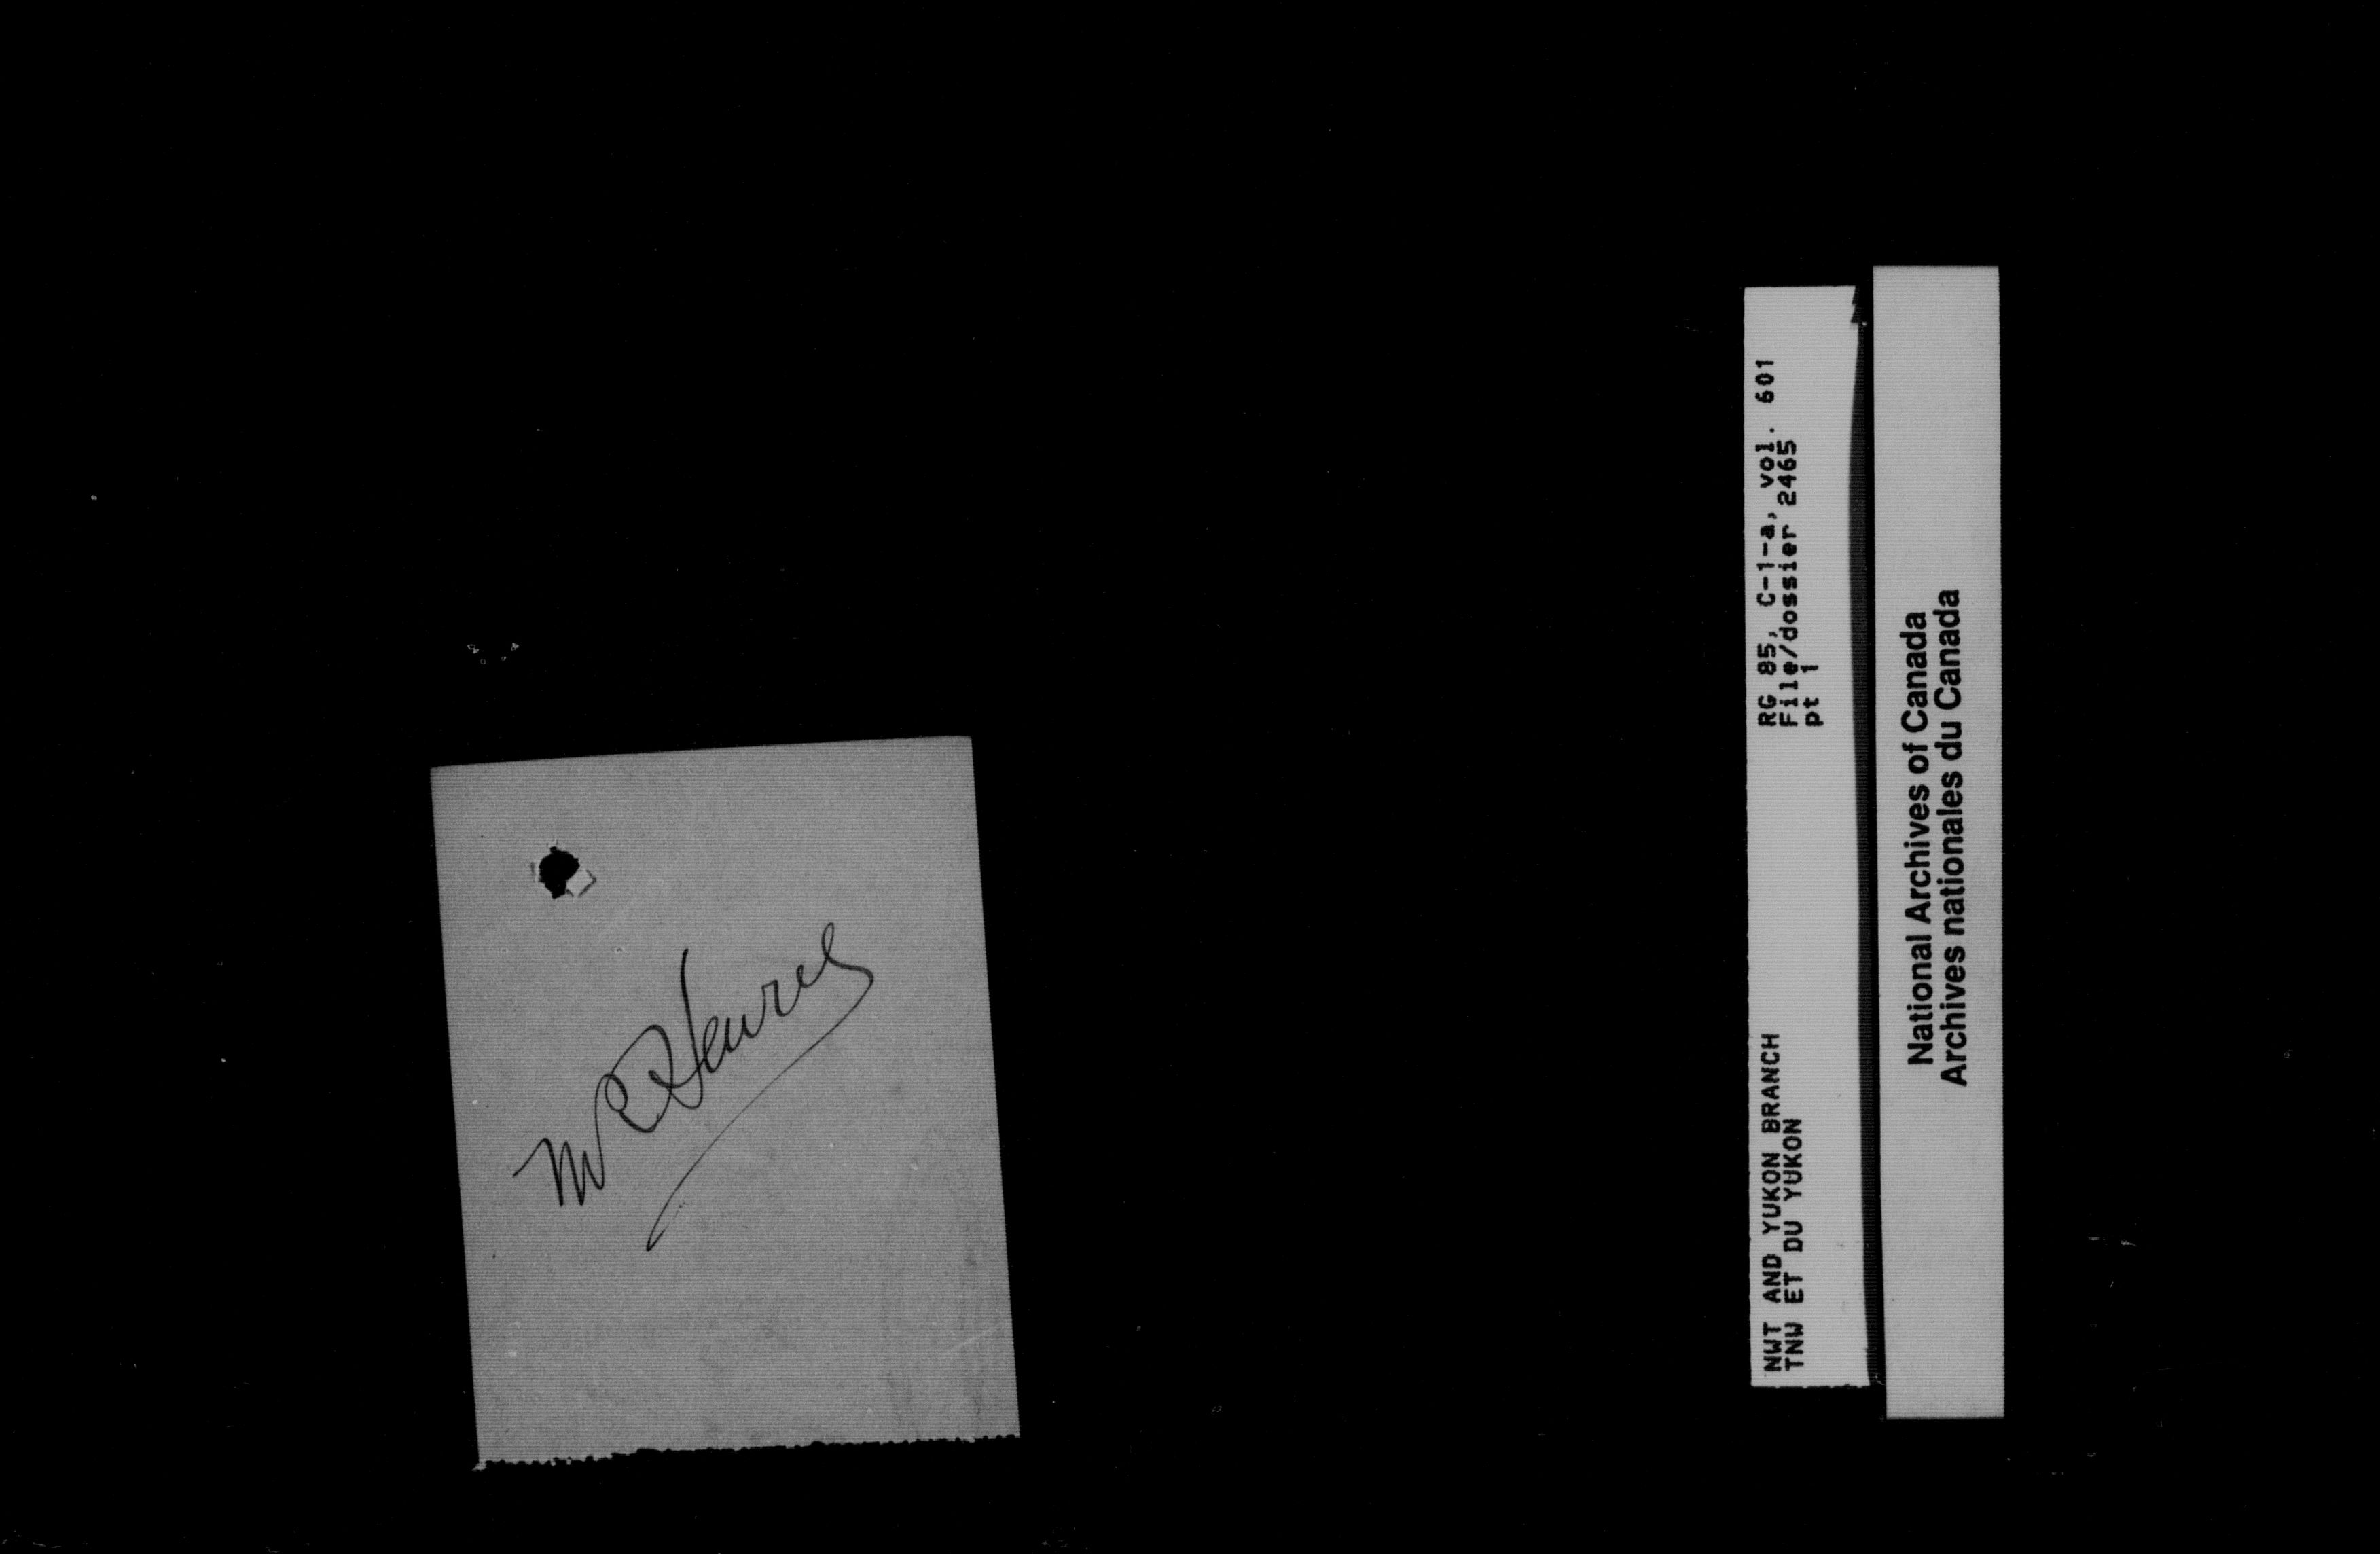 RG 85, C-1-a, vol. 601
File/dossier 2465
pt 1
NWT AND YUKON BRANCH
TNW ET DU YUKON
National Archives of Canada
Archives nationales du Canada